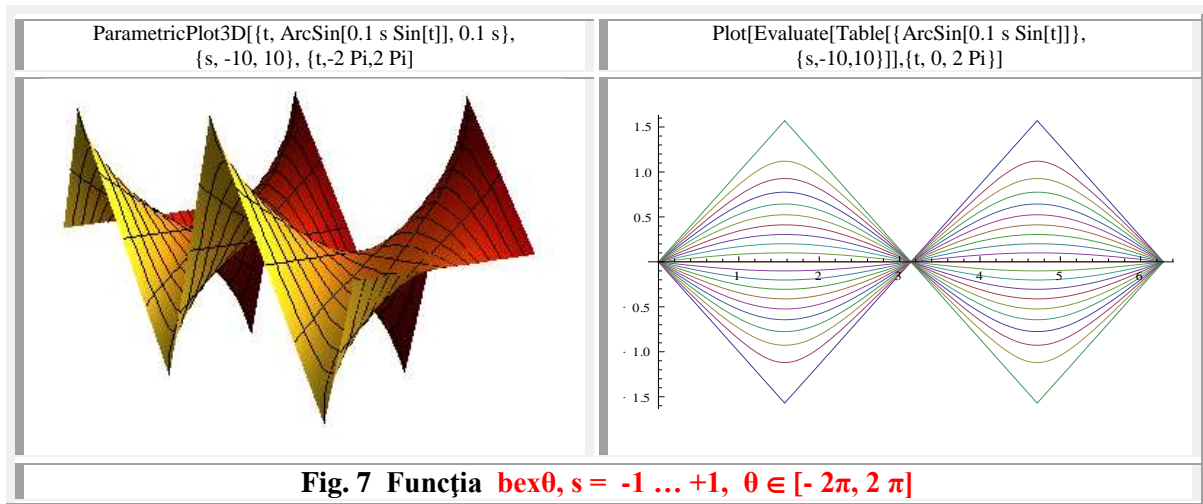 ParametricPlot3D[{t, ArcSin[0.1 s Sin[t]], 0.1 s},
{s, -10, 10}, {t,-2 Pi,2 Pi]
Plot[Evaluate[Table[{ArcSin[0.1 s Sin[t]]},
{s,-10,10}]],{t, 0, 2 Pi}]
1.5
1.0
0.5
1 2 3 4 5 6
- 0.5
- 1.0
- 1.5
Fig. 7 Funcţia bexθ, s = -1 … +1, θ ∈ [- 2π, 2 π]